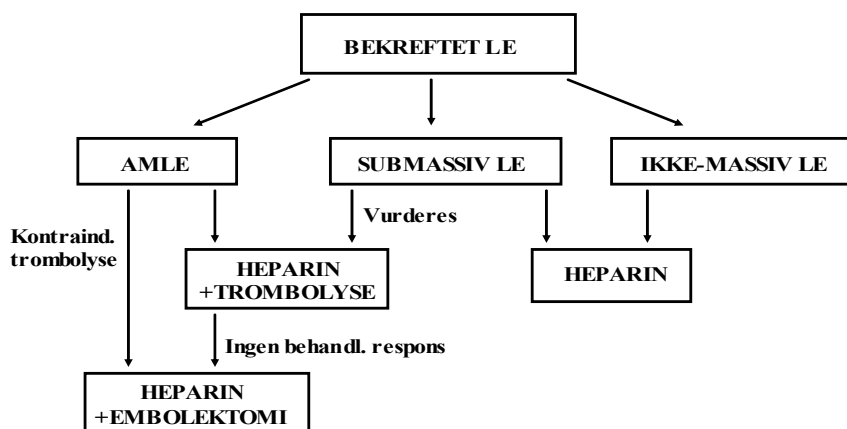 BEKREFTET LE
AMLE
SUBMASSIV LE
IKKE-MASSIV LE
Kontraind.
trombolyse
Vurderes
HEPARIN
+TROMBOLYSE
HEPARIN
Ingen behandl. respons
HEPARIN
+EMBOLEKTOMI